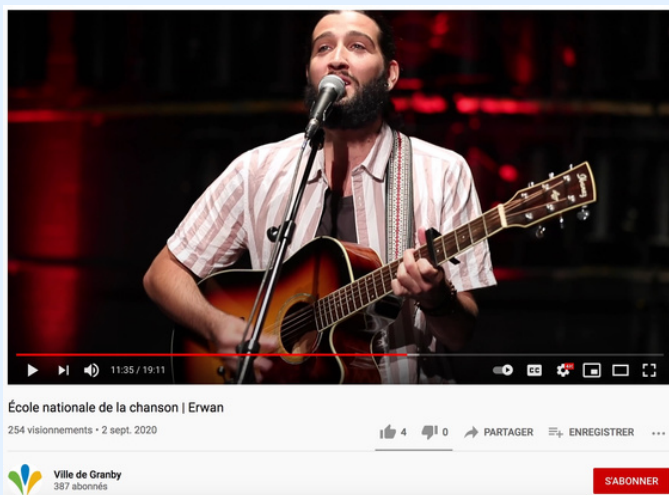 11:35 / 19:11
CC
École nationale de la chanson | Erwan
254 visionnements • 2 sept. 2020
4
0
PARTAGER
ENREGISTRER
Ville de Granby
387 abonnés
S'ABONNER